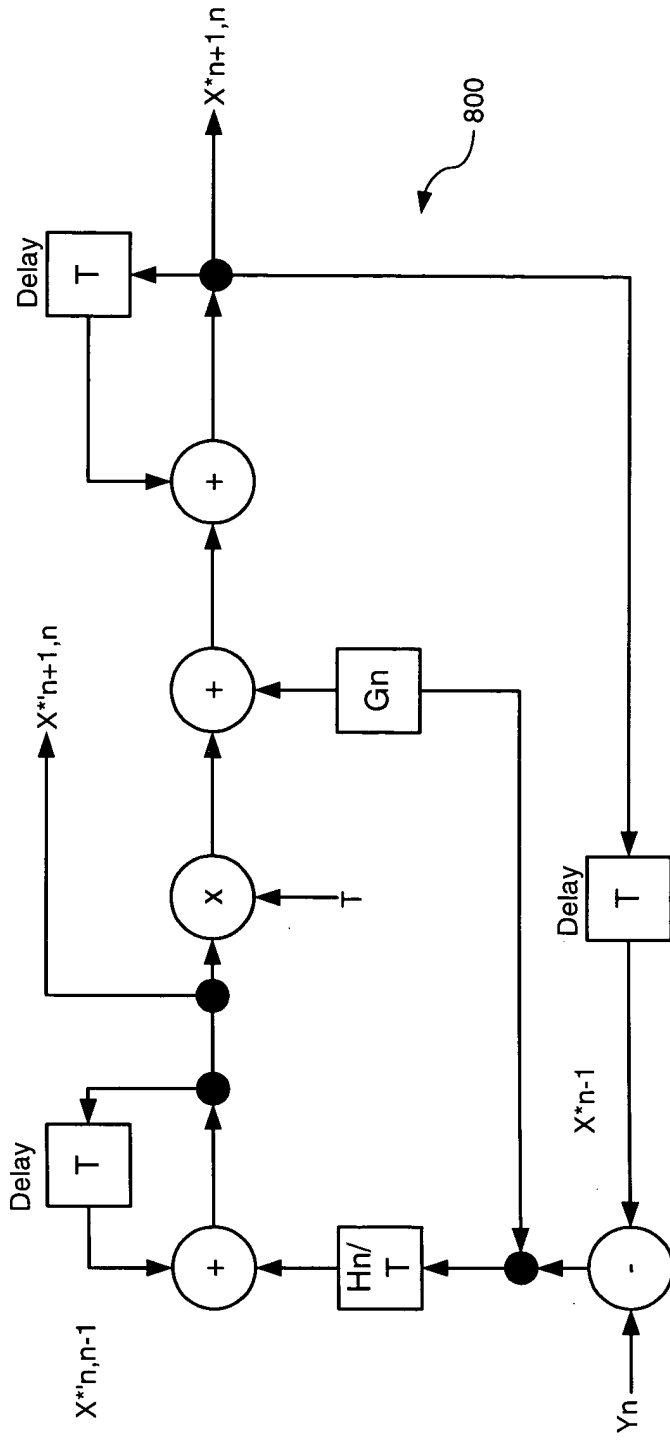 Delay
T
X*n+1,n
800
+
X*'n+1,n
+
Gn
x
T
Delay
T
Delay
T
X*'n,n-1
+
Hn/
T
X*n-1
-
Yn